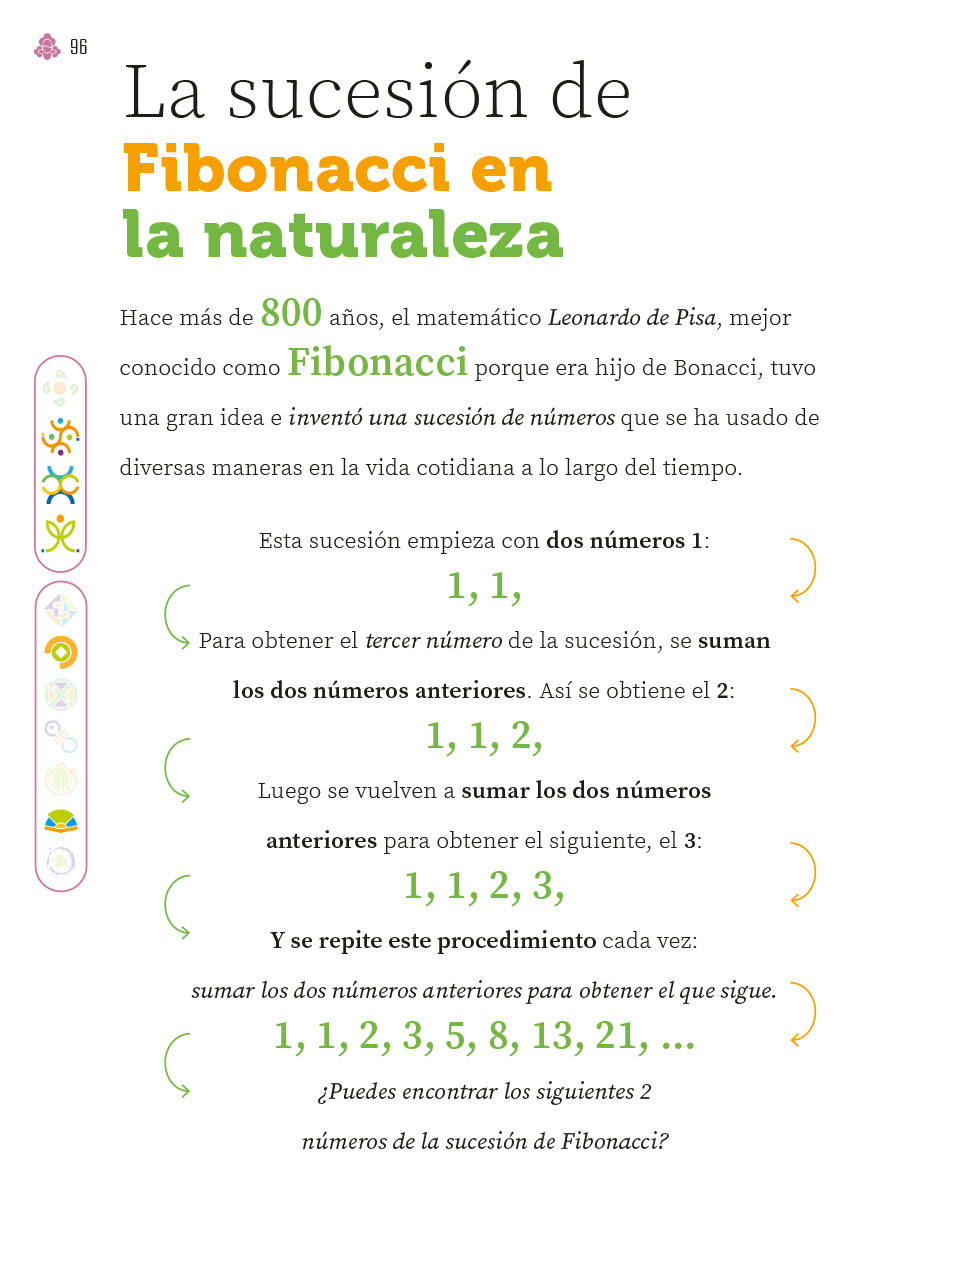 96
La sucesión de
Fibonacci en
la naturaleza
Hace más de 800 años, el matemático Leonardo de Pisa, mejor
conocido como Fibonacci porque era hijo de Bonacci, tuvo
una gran idea e inventó una sucesión de números que se ha usado de
diversas maneras en la vida cotidiana a lo largo del tiempo.
Esta sucesión empieza con dos números 1:
1, 1,
Para obtener el tercer número de la sucesión, se suman
los dos números anteriores. Así se obtiene el 2:
1, 1, 2,
Luego se vuelven a sumar los dos números
anteriores para obtener el siguiente, el 3:
1, 1, 2, 3,
Y se repite este procedimiento cada vez:
sumar los dos números anteriores para obtener el que sigue.
1, 1, 2, 3, 5, 8, 13, 21, ...
¿Puedes encontrar los siguientes 2
números de la sucesión de Fibonacci?